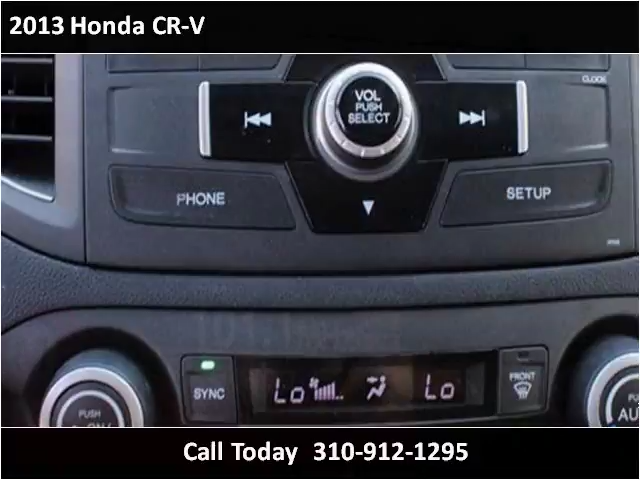 2013 Honda CR-V
CLOCK
VOL
PUSH
SELECT
PHONE
SETUP
SYNC
Lo
Lo
FRONT
PUSH
Call Today 310-912-1295